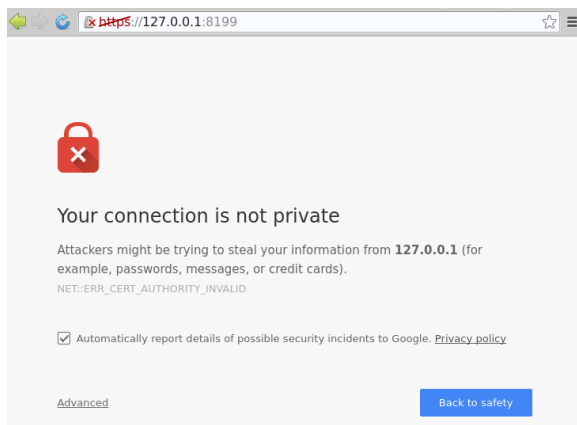 https://127.0.0.1:8199
Your connection is not private
Attackers might be trying to steal your information from 127.0.0.1 (for
example, passwords, messages, or credit cards).
NET::ERR_CERT_AUTHORITY_INVALID
Automatically report details of possible security incidents to Google. Privacy policy
Advanced
Back to safety